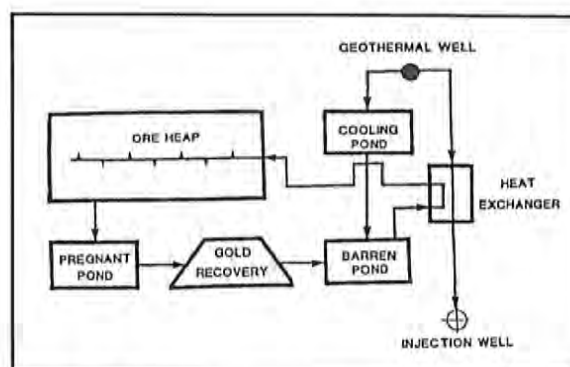 GEOTHERMAL WELL
ORE HEAP
COOLING
POND
HEAT
EXCHANGER
PREGNANT
POND
GOLD
RECOVERY
BARREN
POND
INJECTION WELL